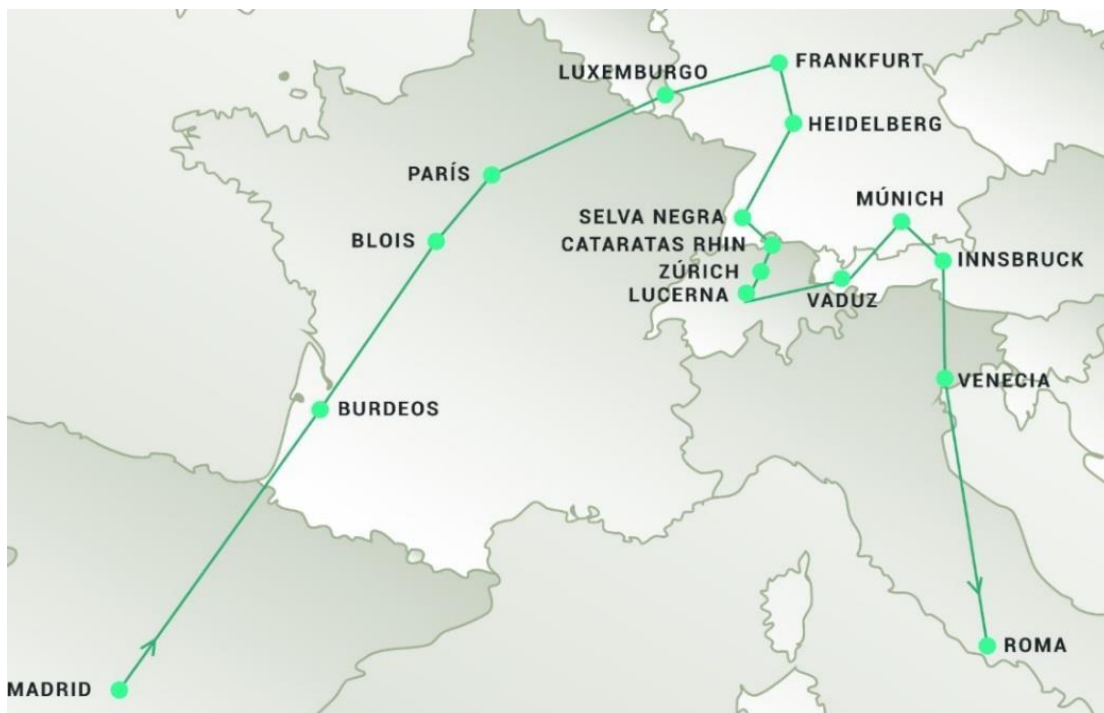 FRANKFURT
LUXEMBURGO
HEIDELBERG
PARÍS
MÚNICH
SELVA NEGRA
BLOIS
CATARATAS RHIN
INNSBRUCK
ZÚRICH
LUCERNA
VADUZ
VENECIA
BURDEOS
ROMA
MADRID